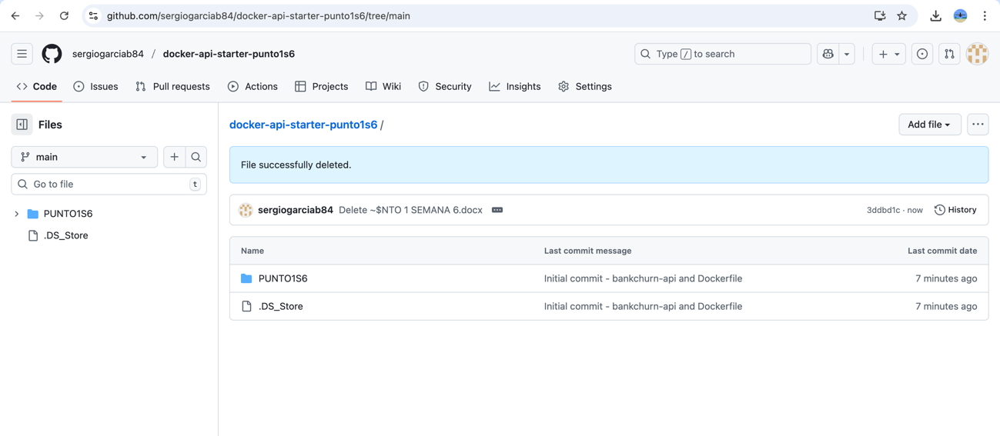 github.com/sergiogarciab84/docker-api-starter-punto1s6/tree/main
sergiogarciab84 / docker-api-starter-punto1s6
Type / to search
Code Issues Pull requests Actions Projects Wiki Security Insights Settings
Files
docker-api-starter-punto1s6 /
Add file
main
File successfully deleted.
Go to file t
sergiogarciab84 Delete ~$NTO 1 SEMANA 6.docx
3ddbd1c · now History
PUNTO1S6
.DS_Store
Name Last commit message Last commit date
PUNTO1S6 Initial commit - bankchurn-api and Dockerfile 7 minutes ago
.DS_Store Initial commit - bankchurn-api and Dockerfile 7 minutes ago